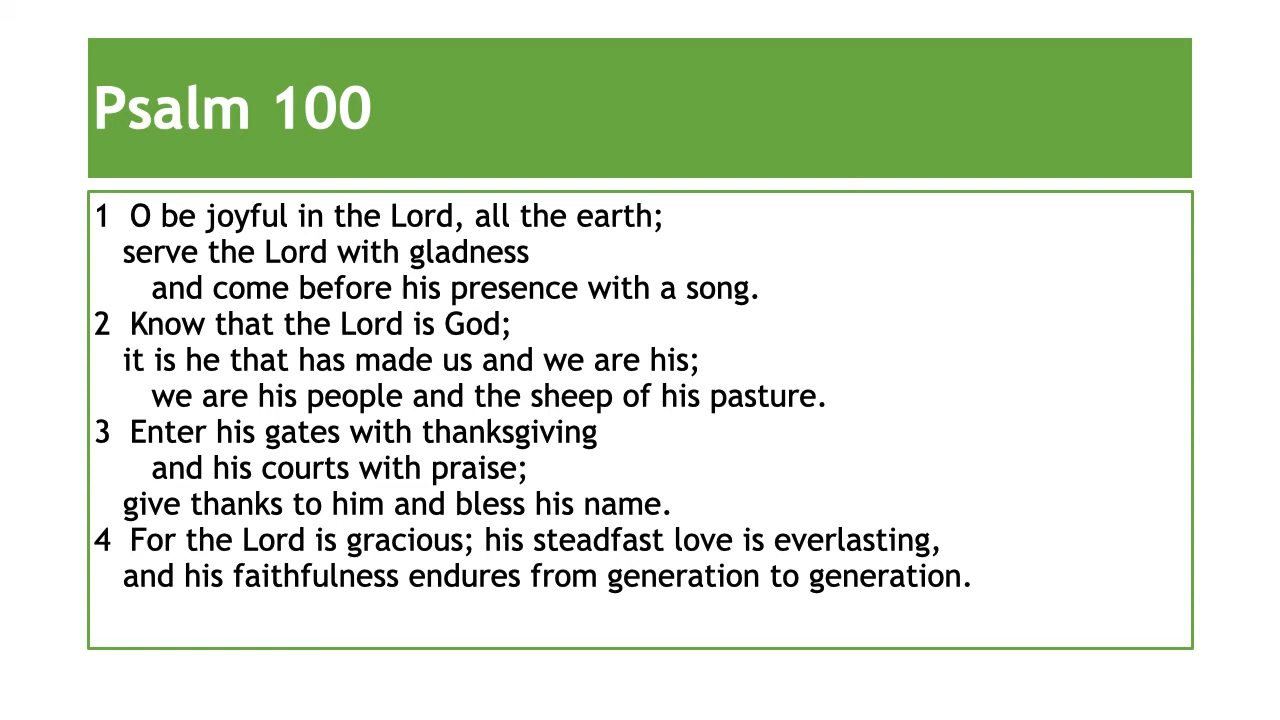 Psalm 100
1 O be joyful in the Lord, all the earth;
serve the Lord with gladness
and come before his presence with a song.
2 Know that the Lord is God;
it is he that has made us and we are his;
we are his people and the sheep of his pasture.
3 Enter his gates with thanksgiving
and his courts with praise;
give thanks to him and bless his name.
4 For the Lord is gracious; his steadfast love is everlasting,
and his faithfulness endures from generation to generation.